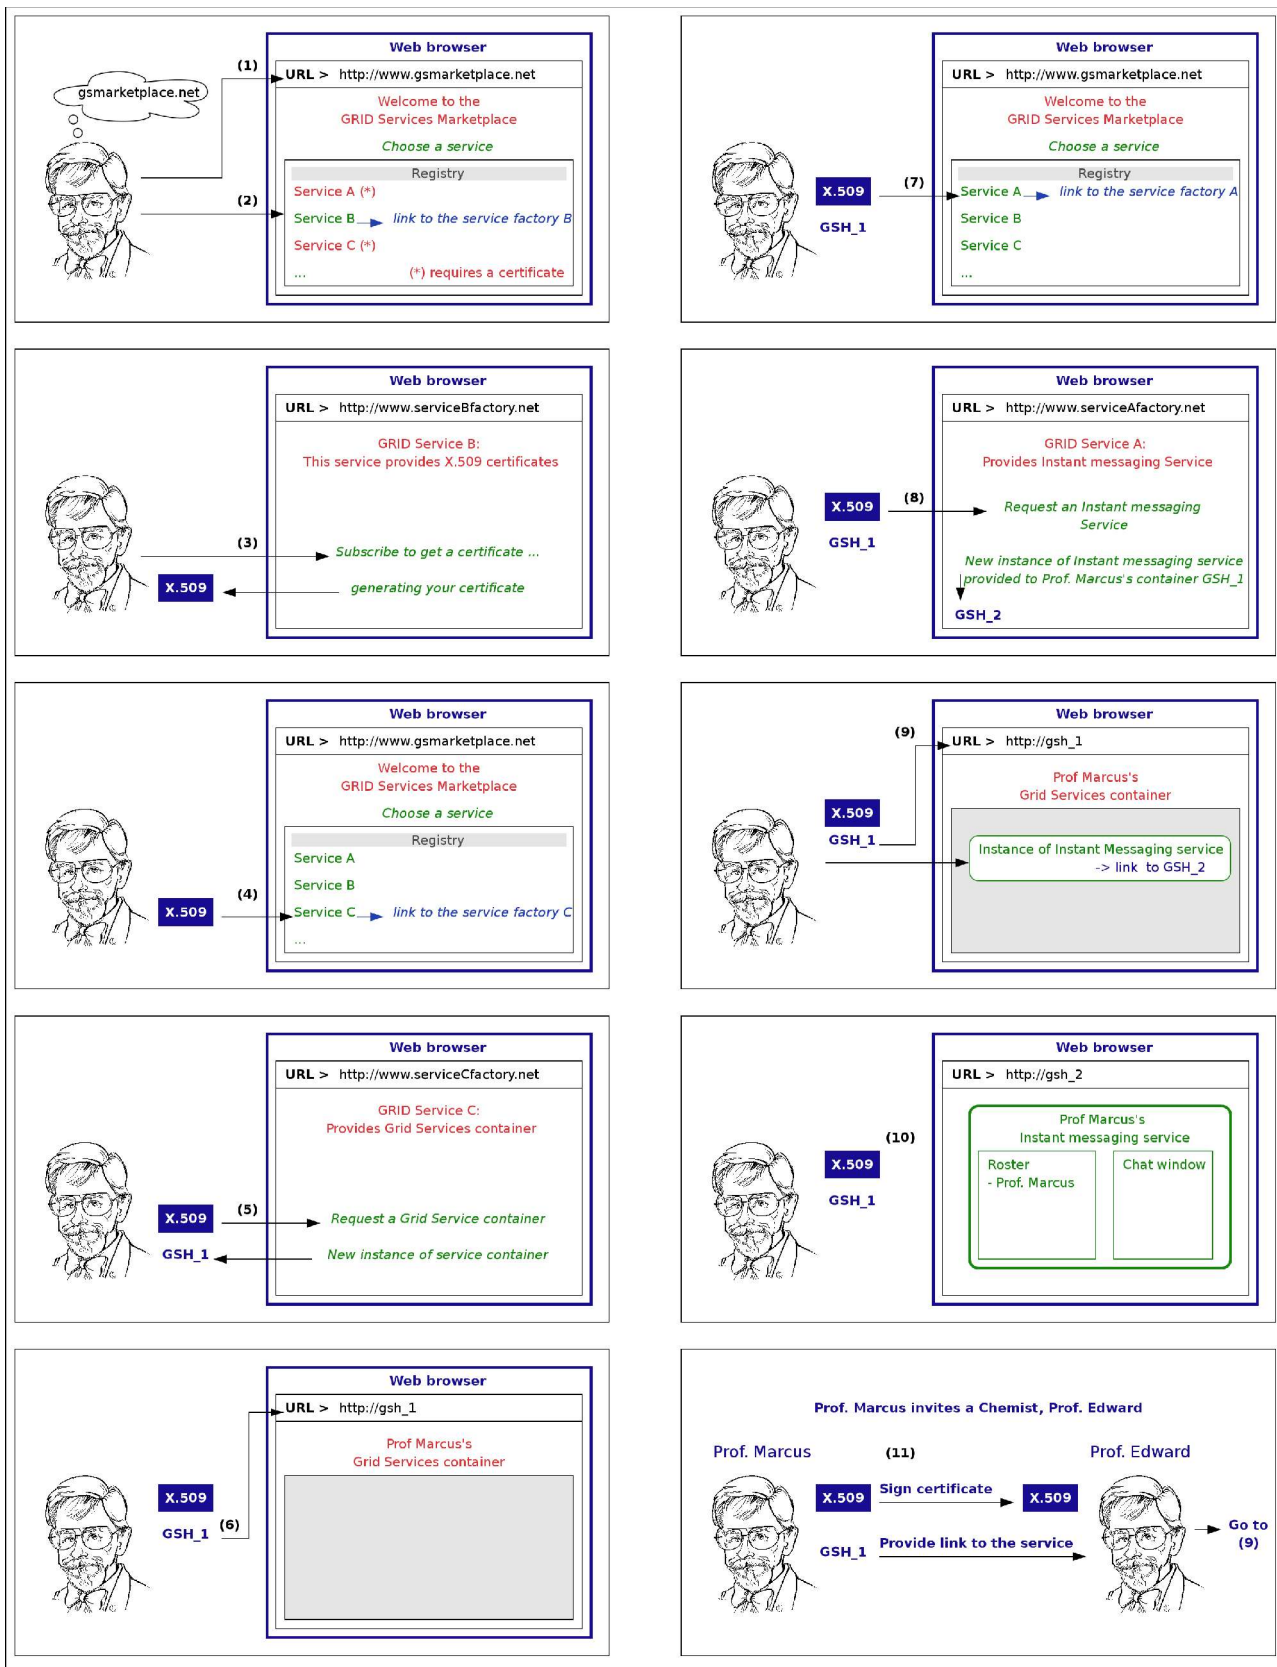 Web browser
(1)
URL > http://www.gsmarketplace.net
gsmarketplace.net
Welcome to the
GRID Services Marketplace
Choose a service
Registry
Service A (*)
(2)
Service B
link to the service factory B
Service C (*)
...
(*) requires a certificate
Web browser
URL > http://www.serviceBfactory.net
GRID Service B:
This service provides X.509 certificates
(3)
Subscribe to get a certificate ...
X.509
generating your certificate
Web browser
URL > http://www.gsmarketplace.net
Welcome to the
GRID Services Marketplace
Choose a service
Registry
Service A
Service B
(4)
X.509
Service C
link to the service factory C
...
Web browser
URL > http://www.serviceCfactory.net
GRID Service C:
Provides Grid Services container
(5)
X.509
Request a Grid Service container
GSH_1
New instance of service container
Web browser
URL > http://gsh_1
Prof Marcus's
Grid Services container
X.509
GSH_1
(6)
Web browser
URL > http://www.gsmarketplace.net
Welcome to the
GRID Services Marketplace
Choose a service
Registry
(7)
X.509
Service A
link to the service factory A
GSH_1
Service B
Service C
...
Web browser
URL > http://www.serviceAfactory.net
GRID Service A:
Provides Instant messaging Service
(8)
X.509
Request an Instant messaging
Service
GSH_1
New instance of Instant messaging service
provided to Prof. Marcus's container GSH_1
GSH_2
Web browser
(9)
URL > http://gsh_1
Prof Marcus's
Grid Services container
X.509
GSH_1
Instance of Instant Messaging service
-> link to GSH_2
Web browser
URL > http://gsh_2
Prof Marcus's
Instant messaging service
(10)
X.509
Roster
- Prof. Marcus
Chat window
GSH_1
Prof. Marcus invites a Chemist, Prof. Edward
Prof. Marcus
(11)
Prof. Edward
X.509
Sign certificate
X.509
GSH_1
Provide link to the service
Go to
(9)